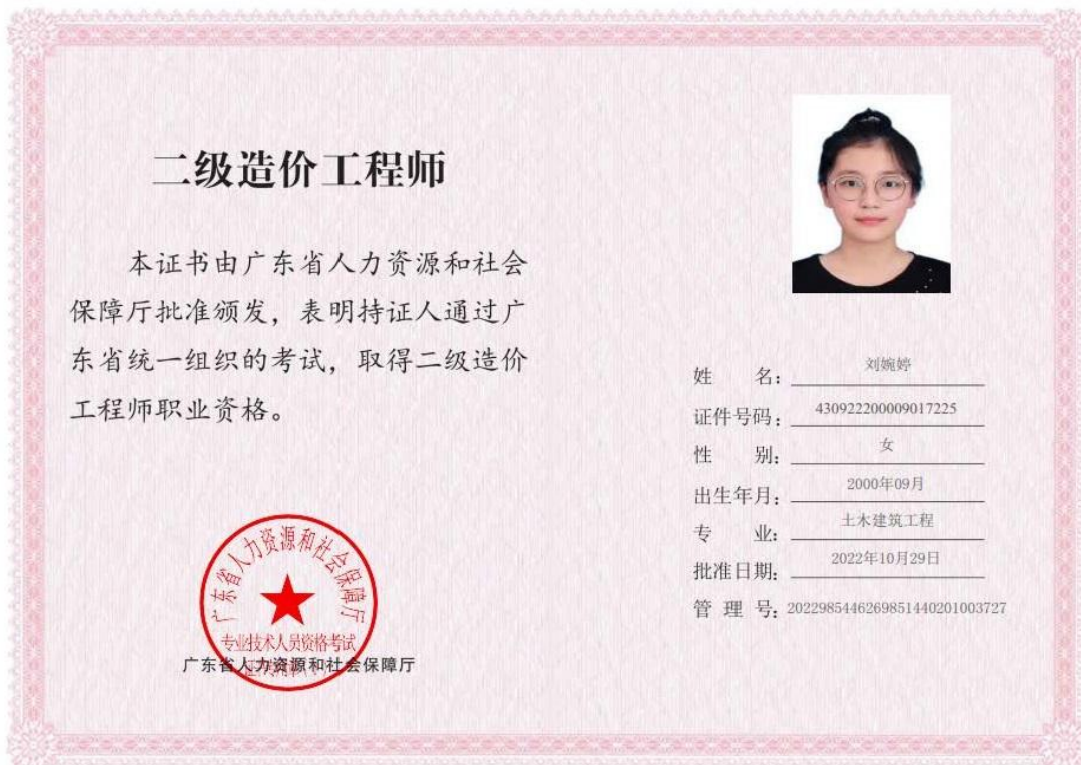 二级造价工程师
本证书由广东省人力资源和社会
保障厅批准颁发，表明持证人通过广
东省统一组织的考试，取得二级造价
工程师职业资格。
姓 名：刘婉婷
证件号码：430922200009017225
性 别：女
出生年月：2000年09月
专 业：土木建筑工程
批准日期：2022年10月29日
管 理 号：20229854462698514402010037​27
广东省人力资源和社会保障厅
专业技术人员资格考试
广东省人力资源和社会保障厅